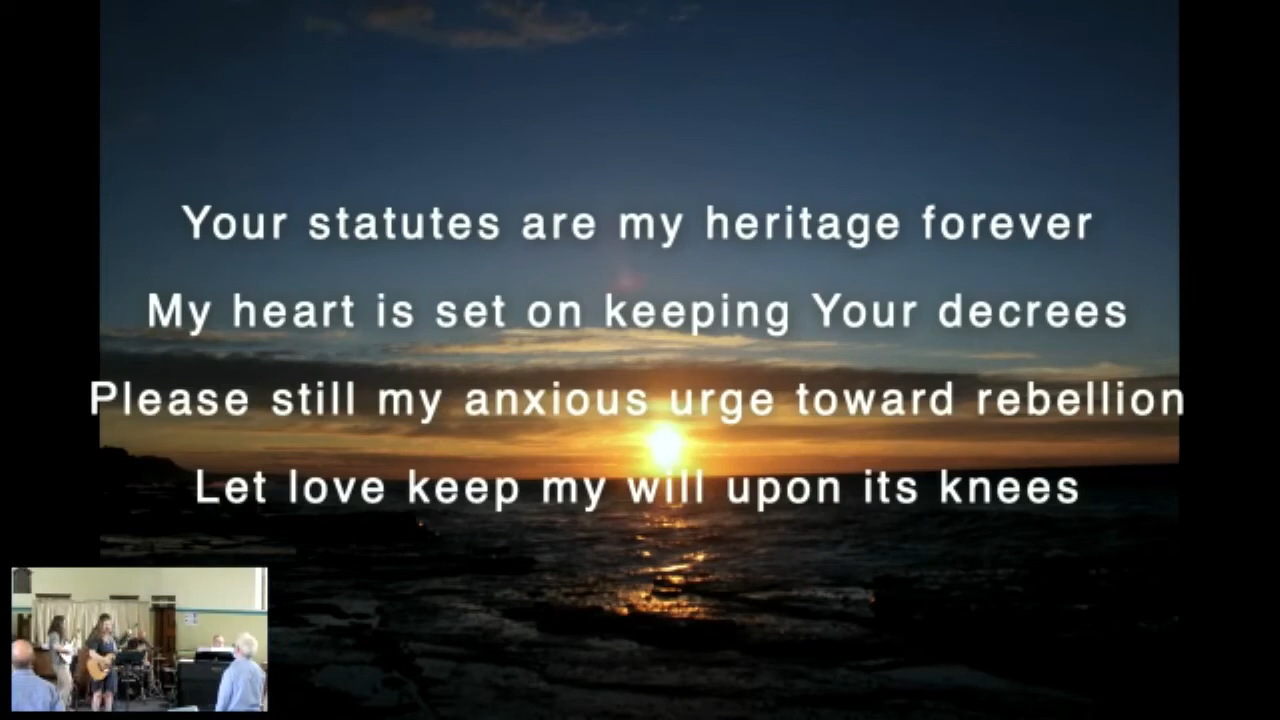 Your statutes are my heritage forever
My heart is set on keeping Your decrees
Please still my anxious urge toward rebellion
Let love keep my will upon its knees